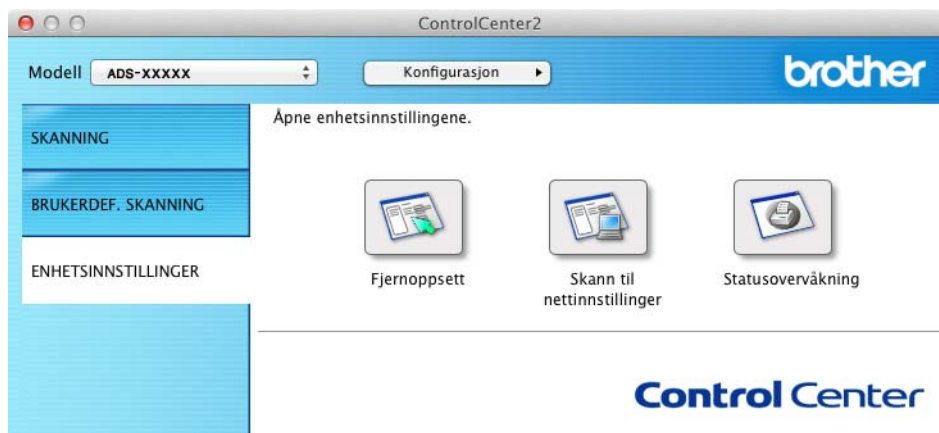 ControlCenter2
Modell ADS-XXXXX Konfigurasjon brother
SKANNING
BRUKERDEF. SKANNING
ENHETSINNSTILLINGER
Åpne enhetsinnstillingene.
Fjernoppsett
Skann til
nettinnstillinger
Statusovervåkning
Control Center